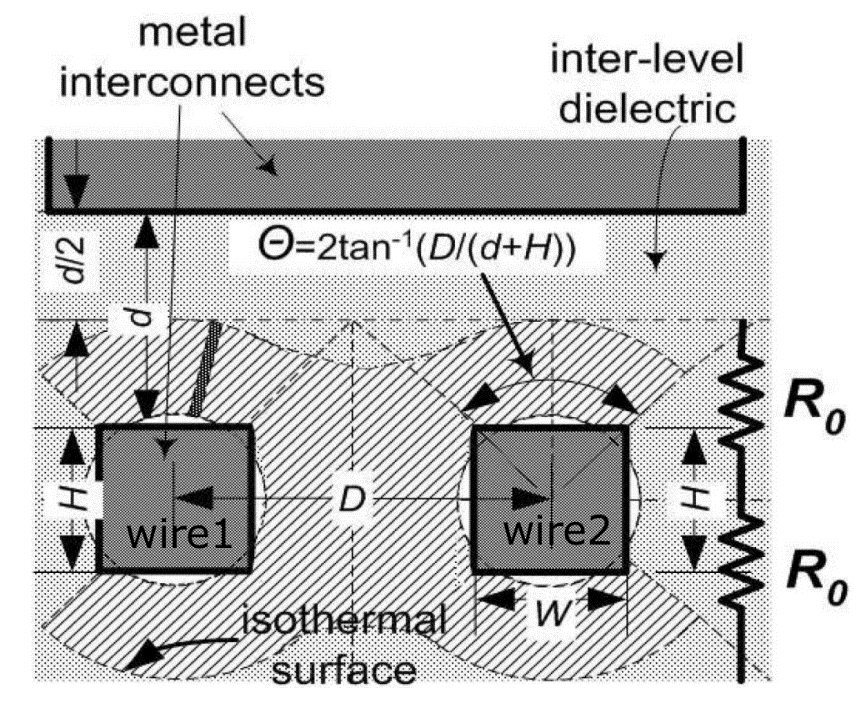 metal
interconnects
inter-level
dielectric
Θ=2tan⁻¹(D/(d+H))
d/2
d
R₀
H
D
H
wire1
wire2
R₀
W
isothermal
surface